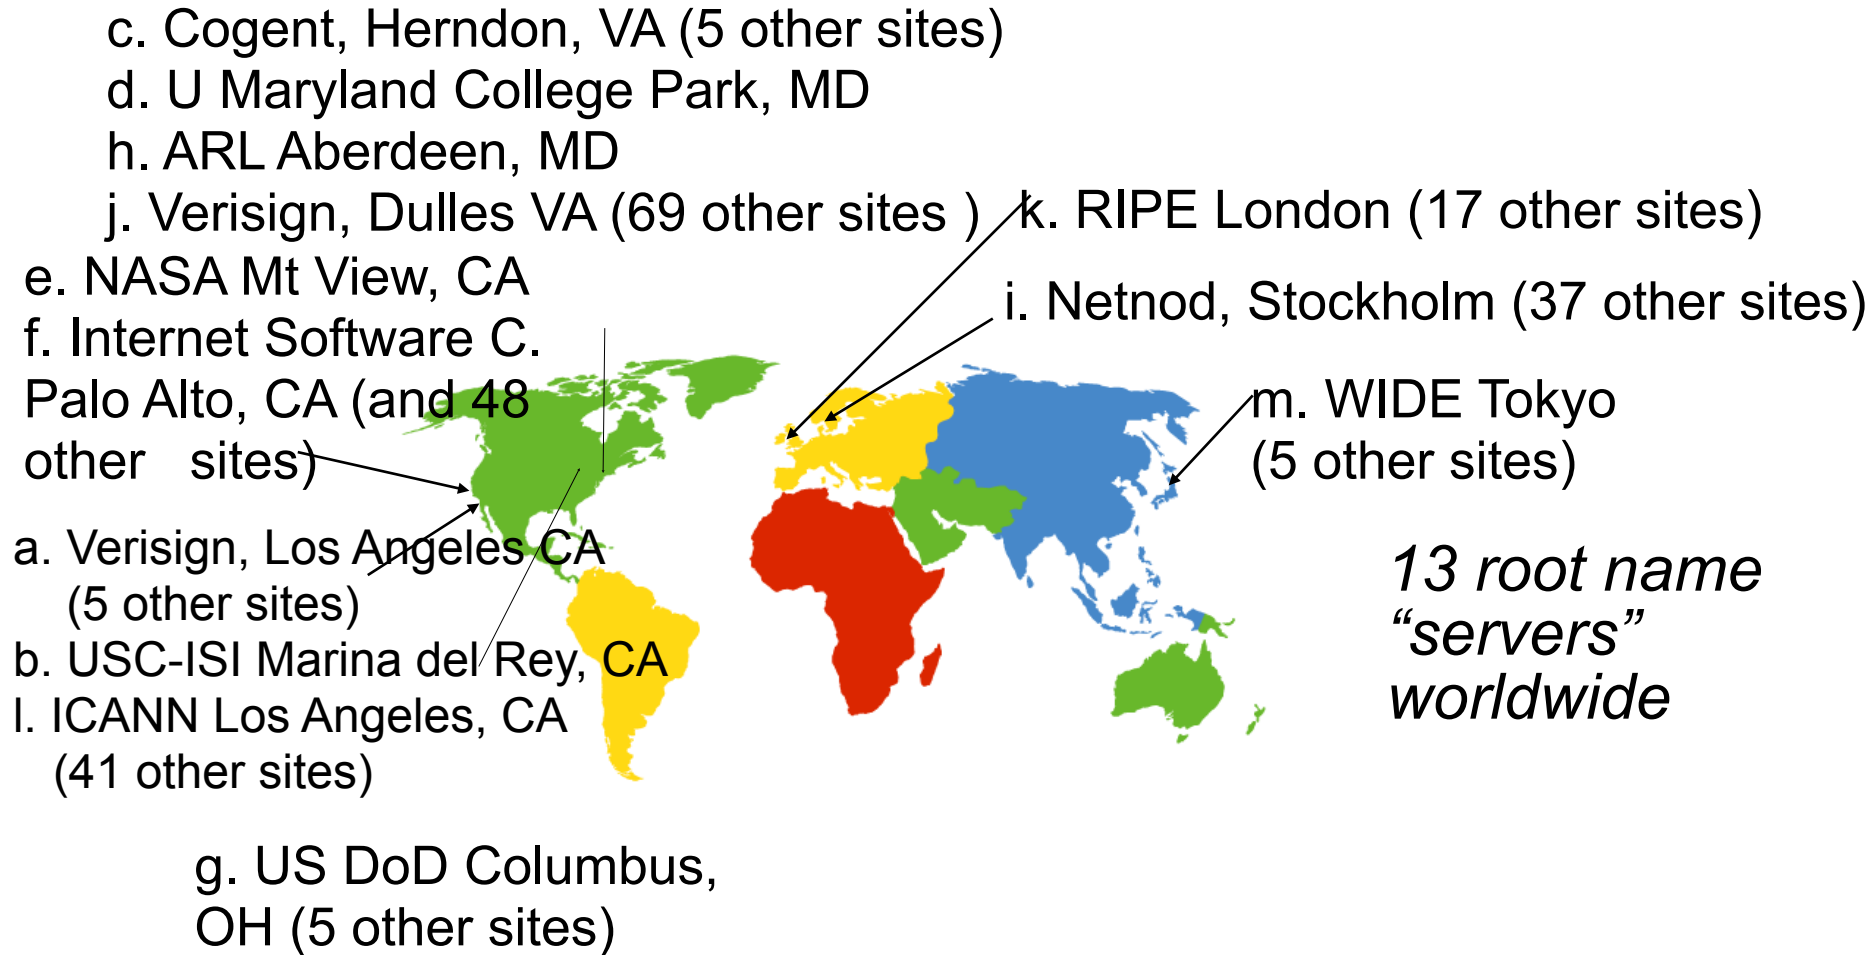 c. Cogent, Herndon, VA (5 other sites)
d. U Maryland College Park, MD
h. ARL Aberdeen, MD
j. Verisign, Dulles VA (69 other sites )
k. RIPE London (17 other sites)
i. Netnod, Stockholm (37 other sites)
e. NASA Mt View, CA
f. Internet Software C.
Palo Alto, CA (and 48
other sites)
m. WIDE Tokyo
(5 other sites)
a. Verisign, Los Angeles CA
(5 other sites)
b. USC-ISI Marina del Rey, CA
l. ICANN Los Angeles, CA
(41 other sites)
13 root name
“servers”
worldwide
g. US DoD Columbus,
OH (5 other sites)